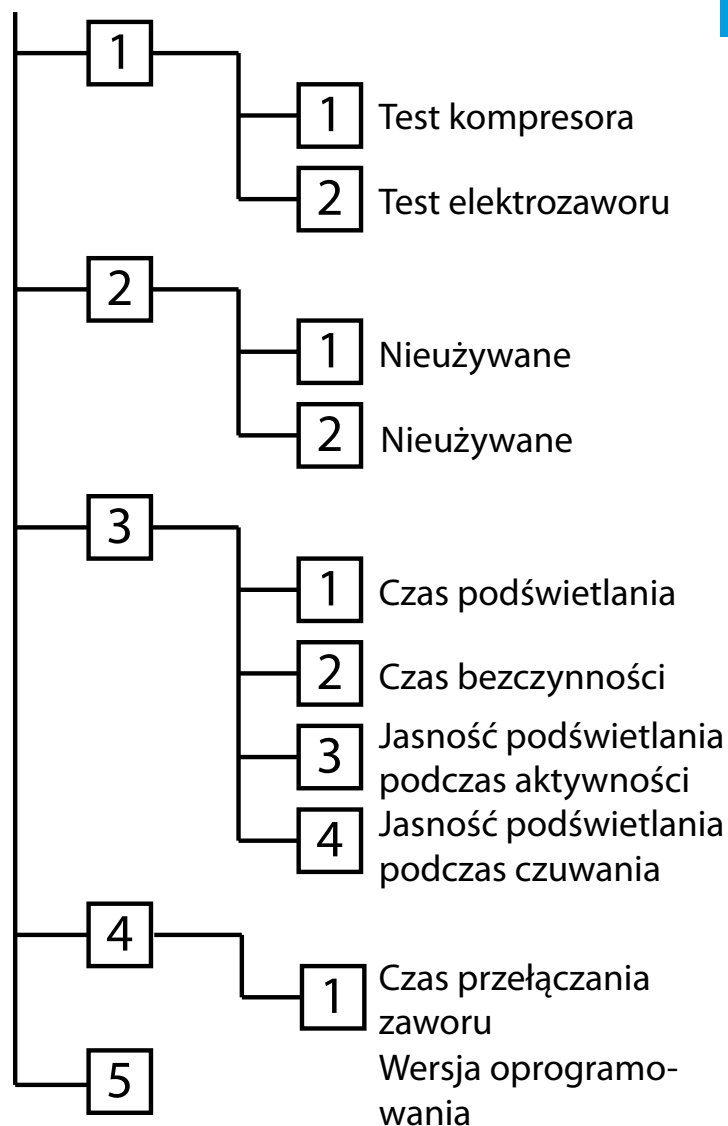 1
1 Test kompresora
2 Test elektrozaworu
2
1 Nieużywane
2 Nieużywane
3
1 Czas podświetlania
2 Czas bezczynności
3 Jasność podświetlania
podczas aktywności
4 Jasność podświetlania
podczas czuwania
4
1 Czas przełączania
zaworu
5 Wersja oprogramo-
wania